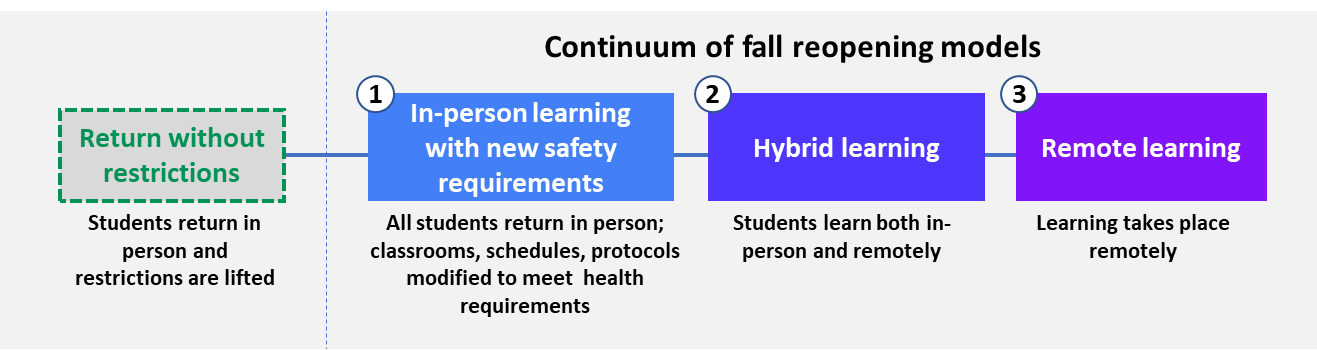 Continuum of fall reopening models
Return without
restrictions
Students return in
person and
restrictions are lifted
1
In-person learning
with new safety
requirements
All students return in person;
classrooms, schedules, protocols
modified to meet health
requirements
2
Hybrid learning
Students learn both in-
person and remotely
3
Remote learning
Learning takes place
remotely